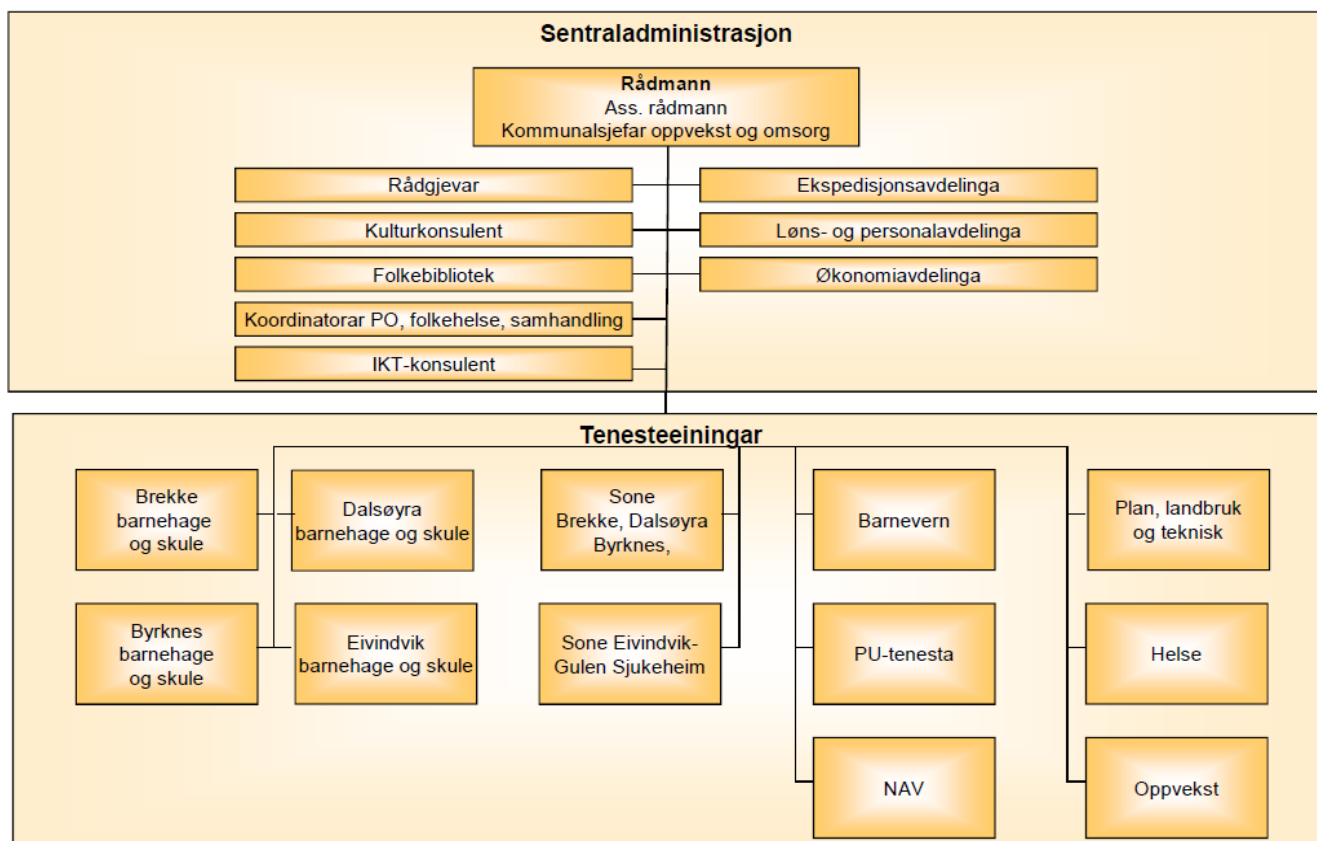 Sentraladministrasjon
Rådmann
Ass. rådmann
Kommunalsjefar oppvekst og omsorg
Rådgjevar
Ekspedisjonsavdelinga
Kulturkonsulent
Løns- og personalavdelinga
Folkebibliotek
Økonomiavdelinga
Koordinatorar PO, folkehelse, samhandling
IKT-konsulent
Tenesteeiningar
Brekke
barnehage
og skule
Dalsøyra
barnehage og skule
Sone
Brekke, Dalsøyra
Byrknes,
Barnevern
Plan, landbruk
og teknisk
Byrknes
barnehage
og skule
Eivindvik
barnehage og skule
Sone Eivindvik-
Gulen Sjukeheim
PU-tenesta
Helse
NAV
Oppvekst